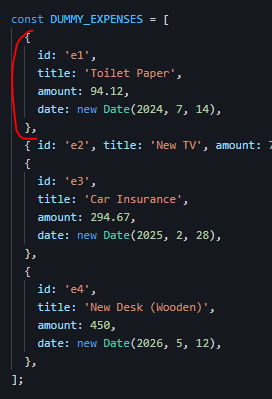 const DUMMY_EXPENSES = [
{
id: 'e1',
title: 'Toilet Paper',
amount: 94.12,
date: new Date(2024, 7, 14),
},
{ id: 'e2', title: 'New TV', amount: 7
{
id: 'e3',
title: 'Car Insurance',
amount: 294.67,
date: new Date(2025, 2, 28),
},
{
id: 'e4',
title: 'New Desk (Wooden)',
amount: 450,
date: new Date(2026, 5, 12),
},
];